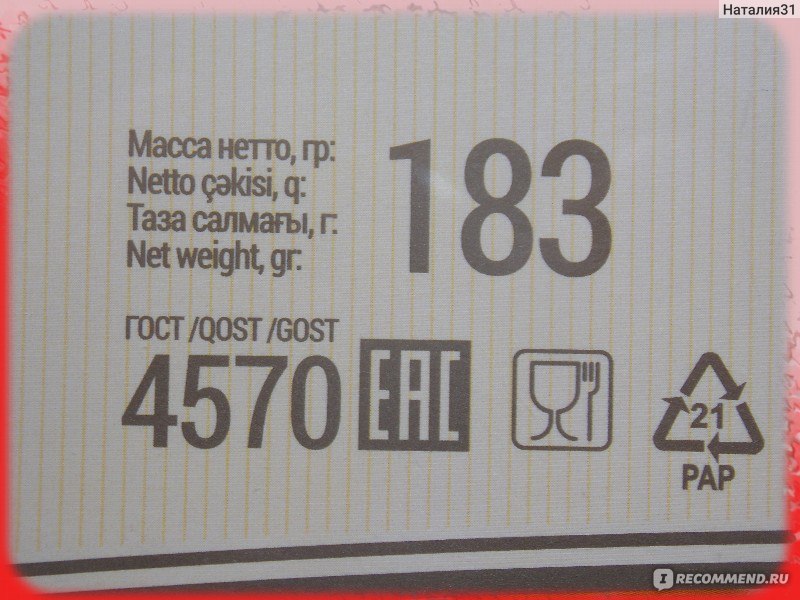 Наталия31
Масса нетто, гр:
Netto çəkisi, q:
Таза салмағы, г:
Net weight, gr:
183
ГОСТ /QOST /GOST
4570
EAC
21
PAP
IRECOMMEND.RU